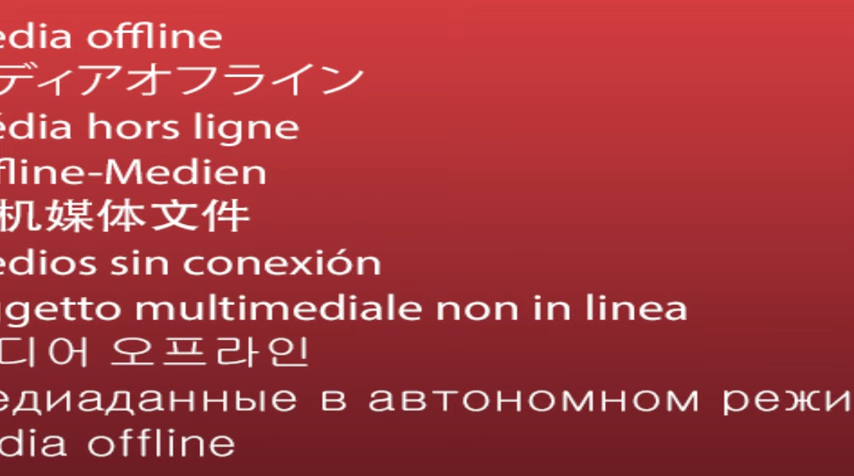 edia offline
ディアオフライン
édia hors ligne
fline-Medien
机媒体文件
edios sin conexión
ggetto multimediale non in linea
디어 오프라인
едиаданные в автономном режи
dia offline